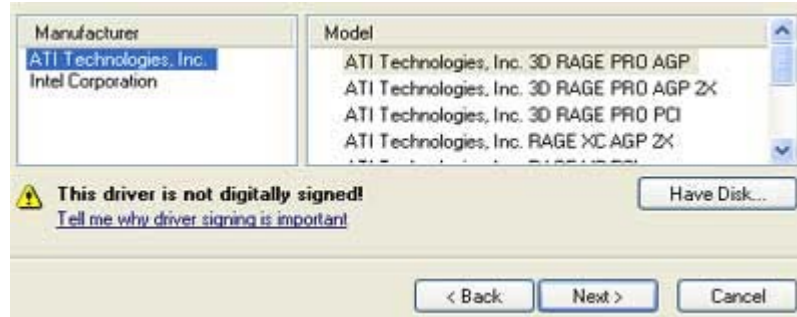 Manufacturer
ATI Technologies, Inc.
Intel Corporation
Model
ATI Technologies, Inc. 3D RAGE PRO AGP
ATI Technologies, Inc. 3D RAGE PRO AGP 2X
ATI Technologies, Inc. 3D RAGE PRO PCI
ATI Technologies, Inc. RAGE XC AGP 2X
This driver is not digitally signed!
Tell me why driver signing is important
Have Disk...
< Back
Next >
Cancel